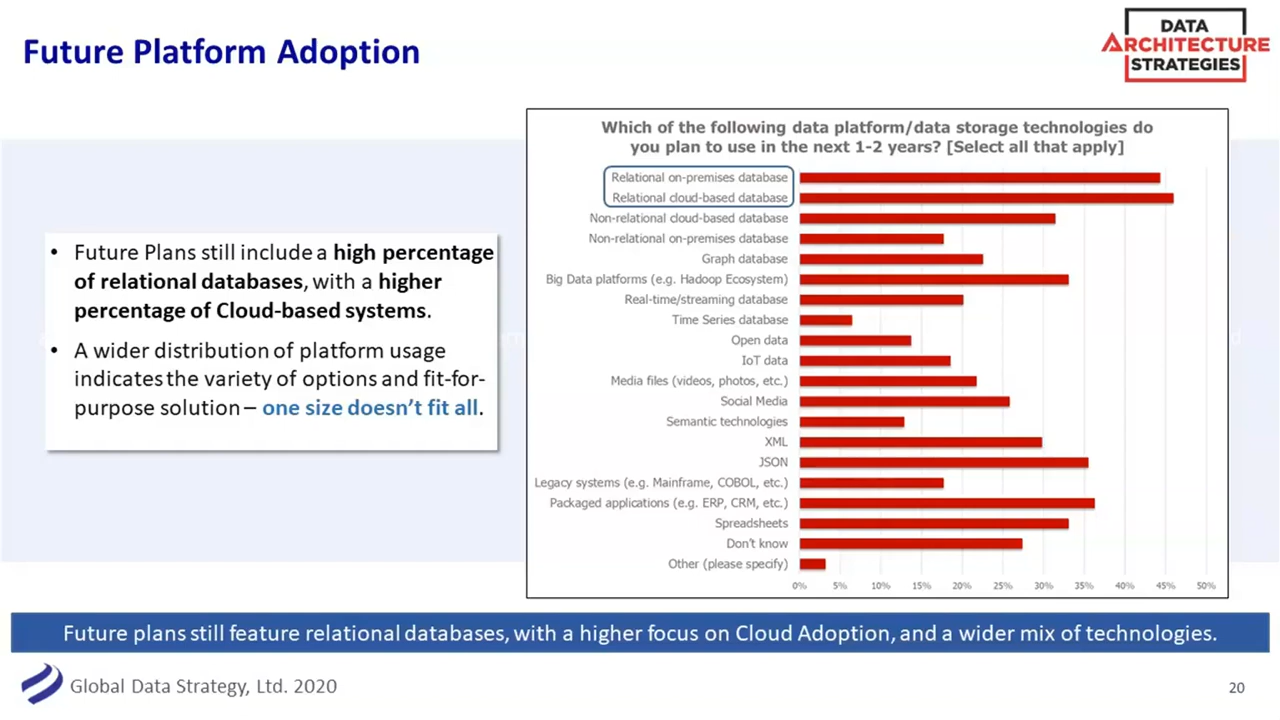 Future Platform Adoption
DATA
ARCHITECTURE
STRATEGIES
• Future Plans still include a high percentage
of relational databases, with a higher
percentage of Cloud-based systems.
• A wider distribution of platform usage
indicates the variety of options and fit-for-
purpose solution – one size doesn't fit all.
Which of the following data platform/data storage technologies do
you plan to use in the next 1-2 years? [Select all that apply]
Relational on-premises database
Relational cloud-based database
Non-relational cloud-based database
Non-relational on-premises database
Graph database
Big Data platforms (e.g. Hadoop Ecosystem)
Real-time/streaming database
Time Series database
Open data
IoT data
Media files (videos, photos, etc.)
Social Media
Semantic technologies
XML
JSON
Legacy systems (e.g. Mainframe, COBOL, etc.)
Packaged applications (e.g. ERP, CRM, etc.)
Spreadsheets
Don't know
Other (please specify)
0% 5% 10% 15% 20% 25% 30% 35% 40% 45% 50%
Future plans still feature relational databases, with a higher focus on Cloud Adoption, and a wider mix of technologies.
Global Data Strategy, Ltd. 2020
20